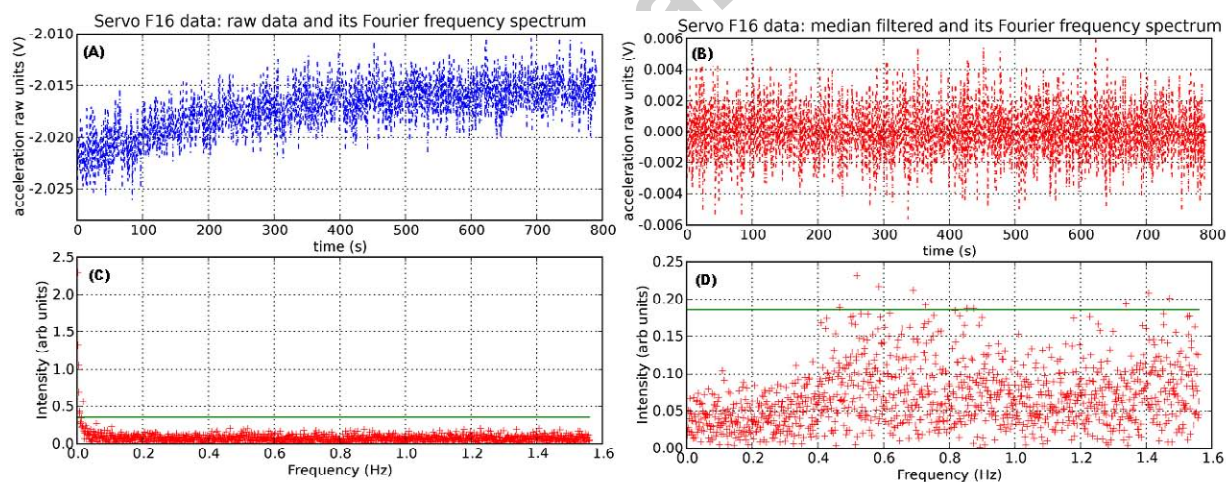 Servo F16 data: raw data and its Fourier frequency spectrum
(A)
acceleration raw units (V)
-2.010
-2.015
-2.020
-2.025
0 100 200 300 400 500 600 700 800
time (s)
Servo F16 data: median filtered and its Fourier frequency spectrum
(B)
acceleration raw units (V)
0.006
0.004
0.002
0.000
-0.002
-0.004
-0.006
0 100 200 300 400 500 600 700 800
time (s)
(C)
Intensity (arb units)
2.5
2.0
1.5
1.0
0.5
0.0
0.0 0.2 0.4 0.6 0.8 1.0 1.2 1.4 1.6
Frequency (Hz)
(D)
Intensity (arb units)
0.25
0.20
0.15
0.10
0.05
0.00
0.0 0.2 0.4 0.6 0.8 1.0 1.2 1.4 1.6
Frequency (Hz)